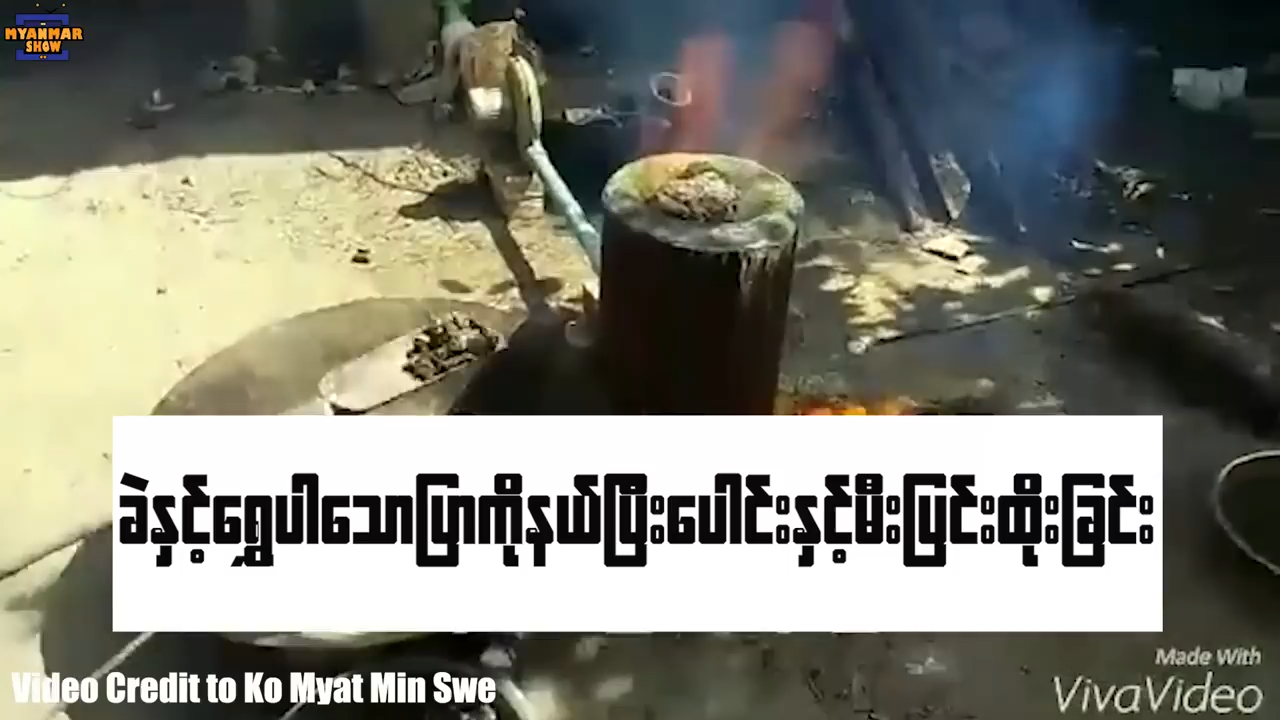 MYANMAR
SHOW
ခဲနှင့်ရွှေပါသောပြာကိုနယ်ပြီးပေါင်းနှင့်မီးပြင်းထိုးခြင်း
Video Credit to Ko Myat Min Swe
Made With
VivaVideo